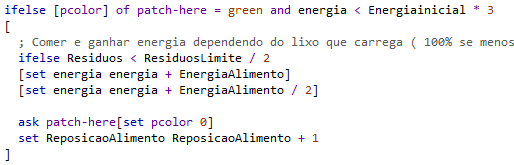 ifelse [pcolor] of patch-here = green and energia < Energiainicial * 3
[
; Comer e ganhar energia dependendo do lixo que carrega ( 100% se menos
ifelse Residuos < ResiduosLimite / 2
[set energia energia + EnergiaAlimento]
[set energia energia + EnergiaAlimento / 2]
ask patch-here[set pcolor 0]
set ReposicaoAlimento ReposicaoAlimento + 1
]